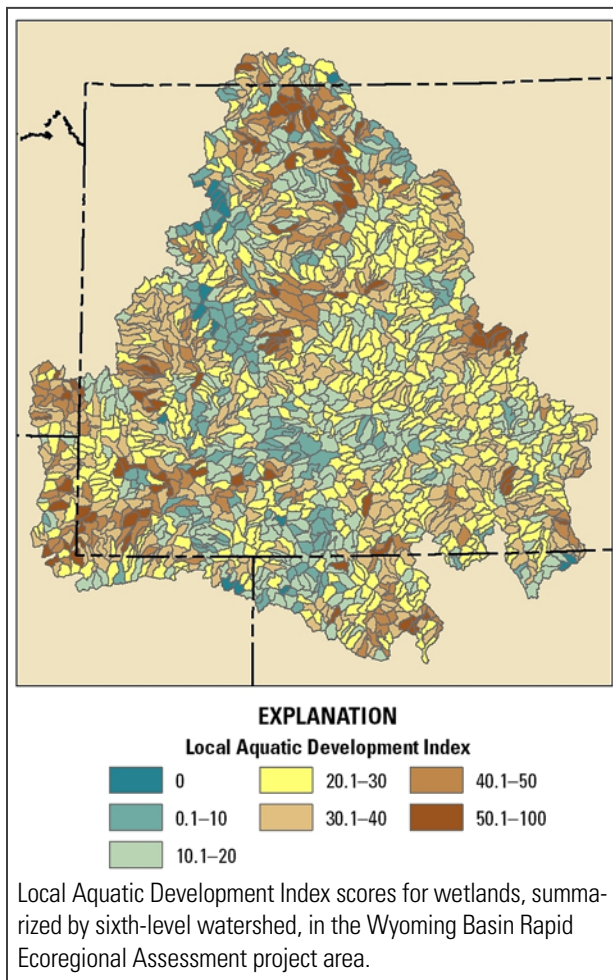 EXPLANATION
Local Aquatic Development Index
0
20.1–30
40.1–50
0.1–10
30.1–40
50.1–100
10.1–20
Local Aquatic Development Index scores for wetlands, summa-
rized by sixth-level watershed, in the Wyoming Basin Rapid
Ecoregional Assessment project area.